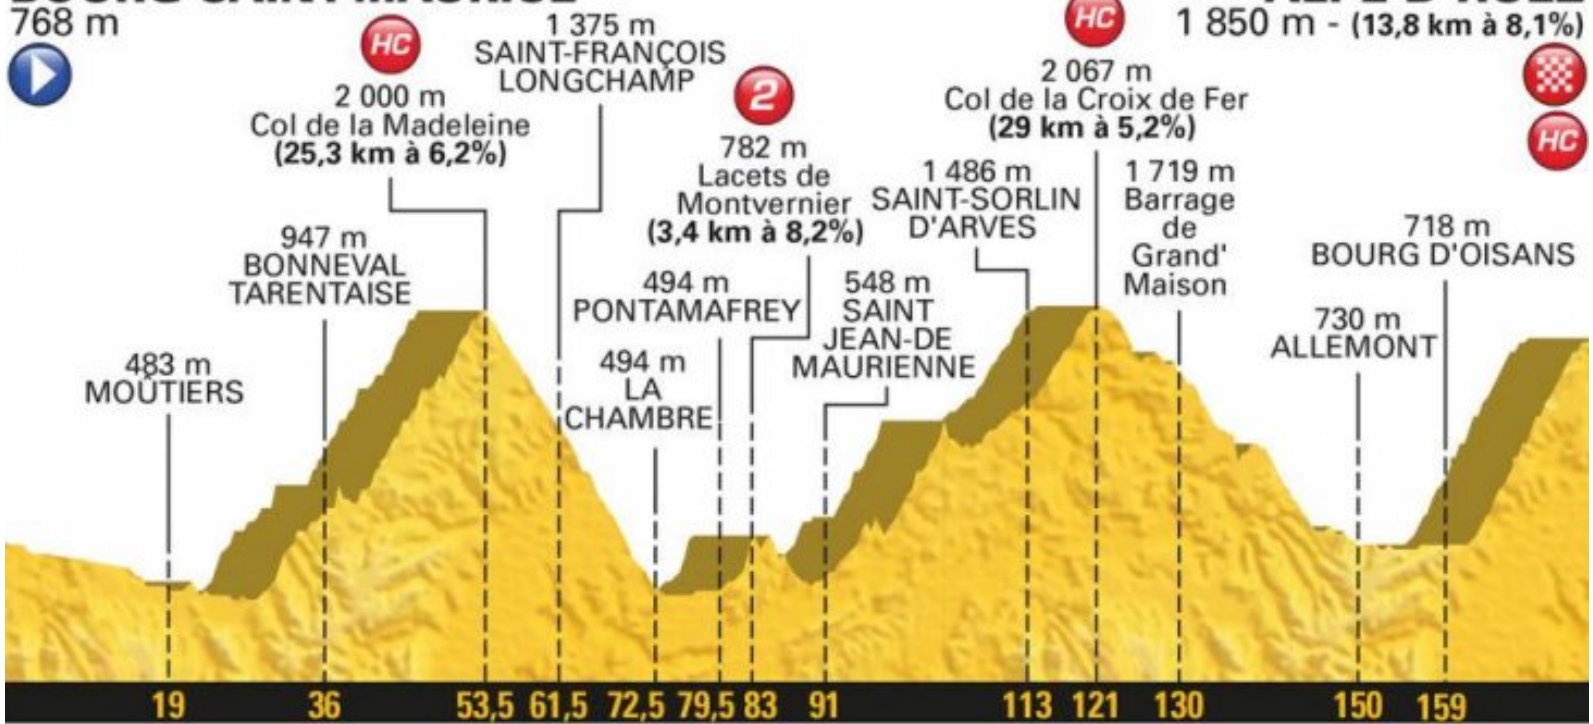 768 m
HC
2 000 m
Col de la Madeleine
(25,3 km à 6,2%)
1 375 m
SAINT-FRANÇOIS
LONGCHAMP
2
782 m
Lacets de
Montvernier
(3,4 km à 8,2%)
HC
2 067 m
Col de la Croix de Fer
(29 km à 5,2%)
1 850 m - (13,8 km à 8,1%)
HC
483 m
MOÛTIERS
947 m
BONNEVAL
TARENTAISE
494 m
LA
CHAMBRE
494 m
PONTAMAFREY
548 m
SAINT
JEAN-DE
MAURIENNE
1 486 m
SAINT-SORLIN
D'ARVES
1 719 m
Barrage
de
Grand'
Maison
730 m
ALLEMONT
718 m
BOURG D'OISANS
19 36 53,5 61,5 72,5 79,5 83 91 113 121 130 150 159